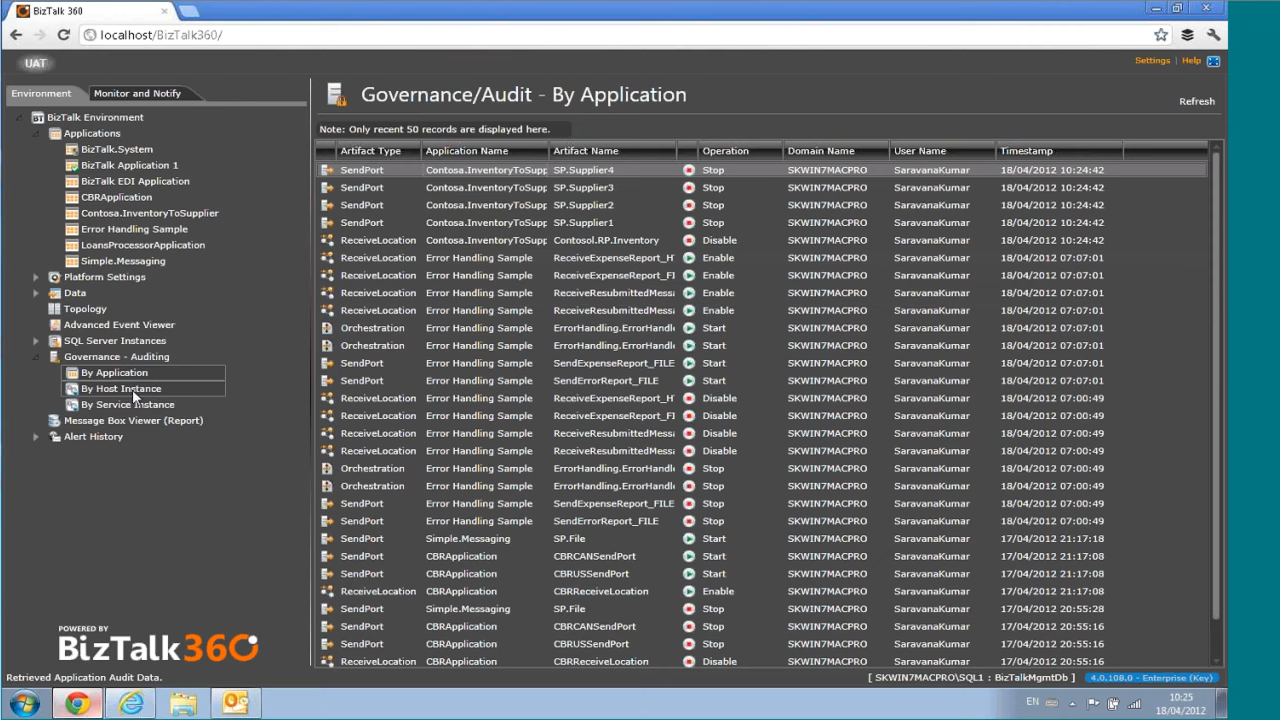 BizTalk 360
localhost/BizTalk360/
UAT
Settings | Help
Environment
Monitor and Notify
Governance/Audit - By Application
Refresh
Note: Only recent 50 records are displayed here.
BizTalk Environment
Applications
BizTalk.System
BizTalk Application 1
BizTalk EDI Application
CBRApplication
Contosa.InventoryToSupplier
Error Handling Sample
LoansProcessorApplication
Simple.Messaging
Platform Settings
Data
Topology
Advanced Event Viewer
SQL Server Instances
Governance - Auditing
By Application
By Host Instance
By Service Instance
Message Box Viewer (Report)
Alert History
Artifact Type Application Name Artifact Name Operation Domain Name User Name Timestamp
SendPort Contosa.InventoryToSupp SP.Supplier4 Stop SKWIN7MACPRO SaravanaKumar 18/04/2012 10:24:42
SendPort Contosa.InventoryToSupp SP.Supplier3 Stop SKWIN7MACPRO SaravanaKumar 18/04/2012 10:24:42
SendPort Contosa.InventoryToSupp SP.Supplier2 Stop SKWIN7MACPRO SaravanaKumar 18/04/2012 10:24:42
SendPort Contosa.InventoryToSupp SP.Supplier1 Stop SKWIN7MACPRO SaravanaKumar 18/04/2012 10:24:42
ReceiveLocation Contosa.InventoryToSupp Contosol.RP.Inventory Disable SKWIN7MACPRO SaravanaKumar 18/04/2012 10:24:42
ReceiveLocation Error Handling Sample ReceiveExpenseReport_H Enable SKWIN7MACPRO SaravanaKumar 18/04/2012 07:07:01
ReceiveLocation Error Handling Sample ReceiveExpenseReport_FI Enable SKWIN7MACPRO SaravanaKumar 18/04/2012 07:07:01
ReceiveLocation Error Handling Sample ReceiveResubmittedMessa Enable SKWIN7MACPRO SaravanaKumar 18/04/2012 07:07:01
ReceiveLocation Error Handling Sample ReceiveResubmittedMessa Enable SKWIN7MACPRO SaravanaKumar 18/04/2012 07:07:01
Orchestration Error Handling Sample ErrorHandling.ErrorHandl Start SKWIN7MACPRO SaravanaKumar 18/04/2012 07:07:01
Orchestration Error Handling Sample ErrorHandling.ErrorHandl Start SKWIN7MACPRO SaravanaKumar 18/04/2012 07:07:01
SendPort Error Handling Sample SendExpenseReport_FILE Start SKWIN7MACPRO SaravanaKumar 18/04/2012 07:07:01
SendPort Error Handling Sample SendErrorReport_FILE Start SKWIN7MACPRO SaravanaKumar 18/04/2012 07:07:01
ReceiveLocation Error Handling Sample ReceiveExpenseReport_H Disable SKWIN7MACPRO SaravanaKumar 18/04/2012 07:00:49
ReceiveLocation Error Handling Sample ReceiveExpenseReport_FI Disable SKWIN7MACPRO SaravanaKumar 18/04/2012 07:00:49
ReceiveLocation Error Handling Sample ReceiveResubmittedMessa Disable SKWIN7MACPRO SaravanaKumar 18/04/2012 07:00:49
ReceiveLocation Error Handling Sample ReceiveResubmittedMessa Disable SKWIN7MACPRO SaravanaKumar 18/04/2012 07:00:49
Orchestration Error Handling Sample ErrorHandling.ErrorHandl Stop SKWIN7MACPRO SaravanaKumar 18/04/2012 07:00:49
Orchestration Error Handling Sample ErrorHandling.ErrorHandl Stop SKWIN7MACPRO SaravanaKumar 18/04/2012 07:00:49
SendPort Error Handling Sample SendExpenseReport_FILE Stop SKWIN7MACPRO SaravanaKumar 18/04/2012 07:00:49
SendPort Error Handling Sample SendErrorReport_FILE Stop SKWIN7MACPRO SaravanaKumar 18/04/2012 07:00:49
SendPort Simple.Messaging SP.File Start SKWIN7MACPRO SaravanaKumar 17/04/2012 21:17:18
SendPort CBRApplication CBRCANSendPort Start SKWIN7MACPRO SaravanaKumar 17/04/2012 21:17:08
SendPort CBRApplication CBRUSSendPort Start SKWIN7MACPRO SaravanaKumar 17/04/2012 21:17:08
ReceiveLocation CBRApplication CBRReceiveLocation Enable SKWIN7MACPRO SaravanaKumar 17/04/2012 21:17:08
SendPort Simple.Messaging SP.File Stop SKWIN7MACPRO SaravanaKumar 17/04/2012 20:55:28
SendPort CBRApplication CBRCANSendPort Stop SKWIN7MACPRO SaravanaKumar 17/04/2012 20:55:16
SendPort CBRApplication CBRUSSendPort Stop SKWIN7MACPRO SaravanaKumar 17/04/2012 20:55:16
ReceiveLocation CBRApplication CBRReceiveLocation Disable SKWIN7MACPRO SaravanaKumar 17/04/2012 20:55:16
POWERED BY
BizTalk360
Retrieved Application Audit Data.
[ SKWIN7MACPRO\SQL1 : BizTalkMgmtDb ]
4.0.108.0 - Enterprise (Key)
EN
10:25
18/04/2012